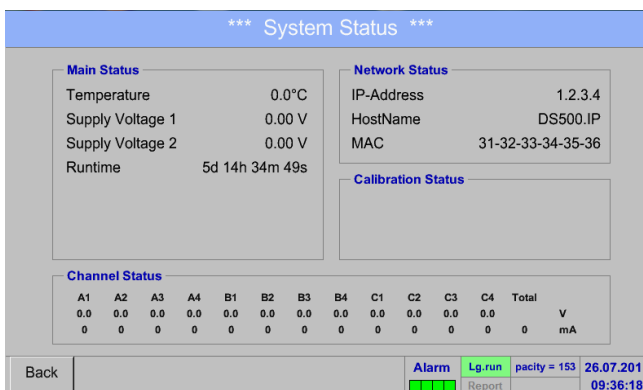 *** System Status ***
Main Status
Temperature 0.0°C
Supply Voltage 1 0.00 V
Supply Voltage 2 0.00 V
Runtime 5d 14h 34m 49s
Network Status
IP-Address 1.2.3.4
HostName DS500.IP
MAC 31-32-33-34-35-36
Calibration Status
Channel Status
A1 A2 A3 A4 B1 B2 B3 B4 C1 C2 C3 C4 Total
0.0 0.0 0.0 0.0 0.0 0.0 0.0 0.0 0.0 0.0 0.0 0.0 V
0 0 0 0 0 0 0 0 0 0 0 0 0 mA
Back
Alarm
Lg.run
Report
pacity = 153
26.07.201
09:36:18